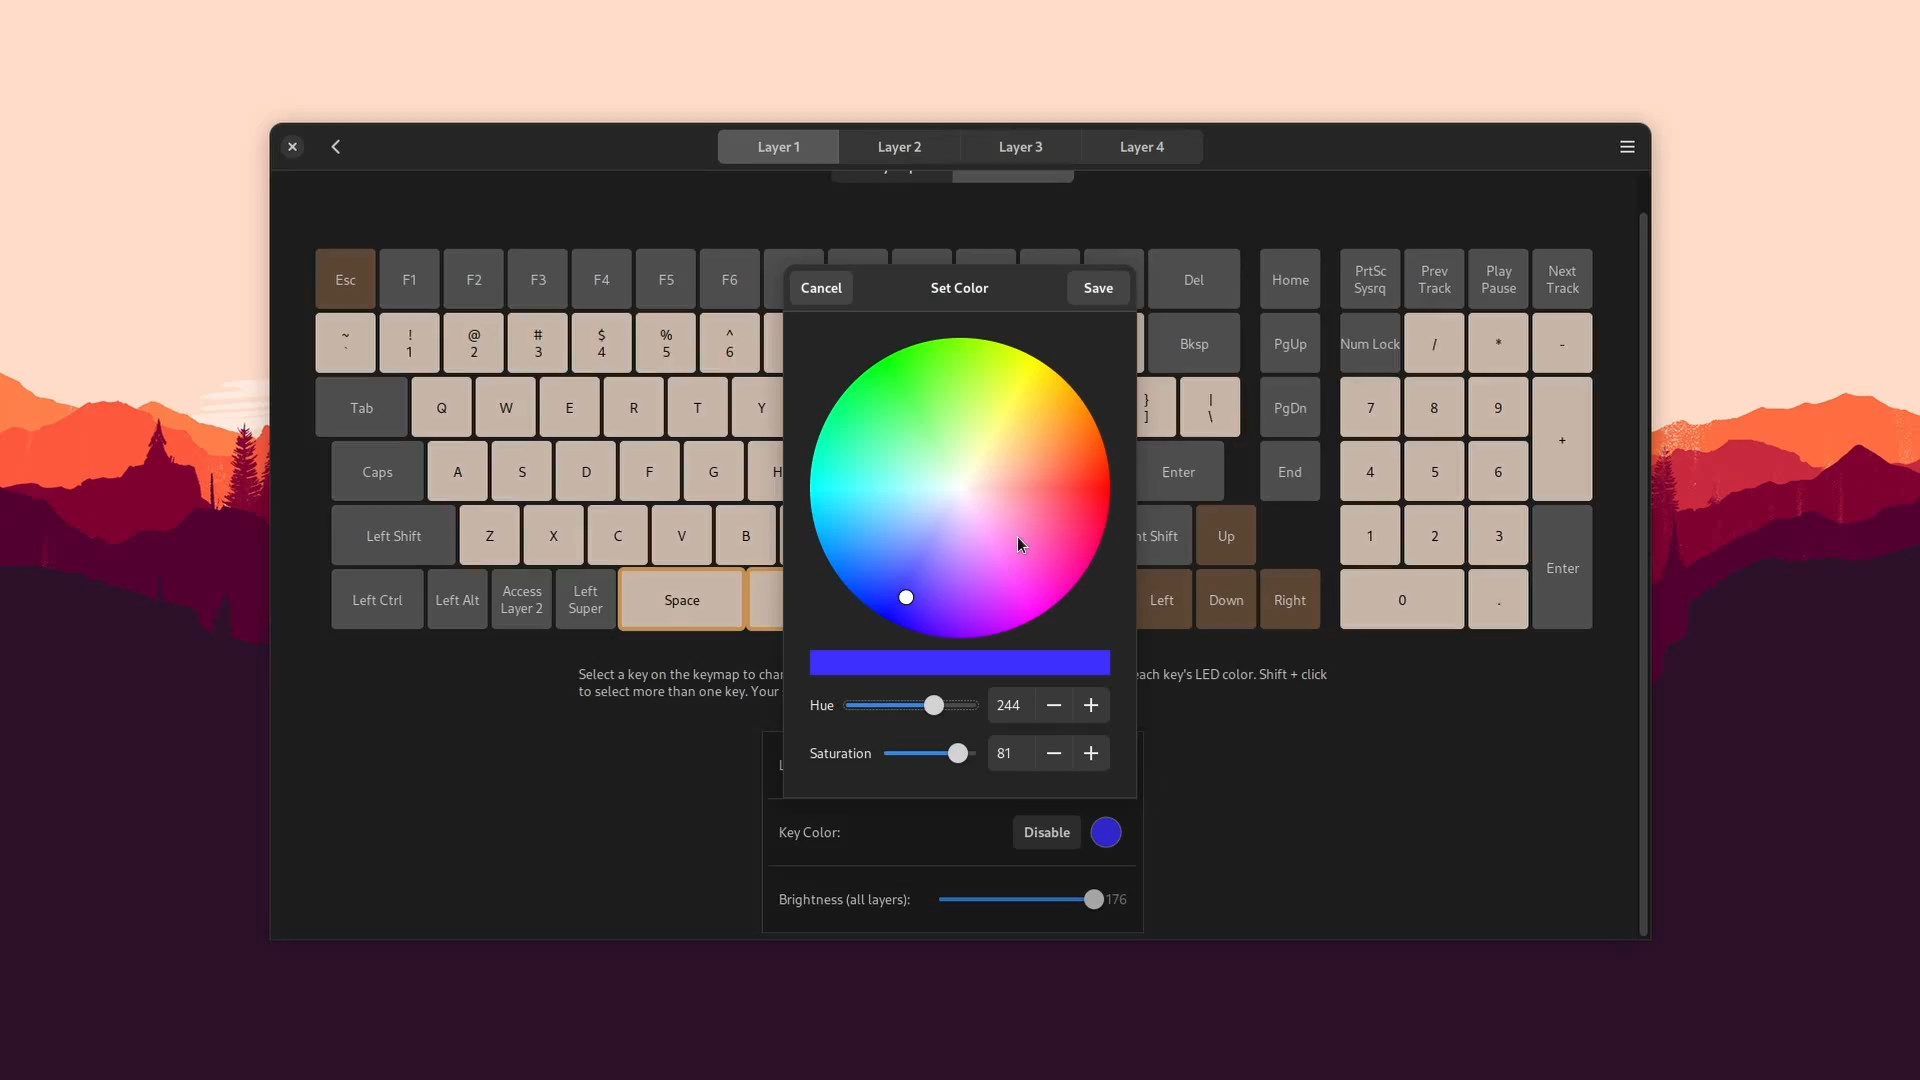 Layer 1
Layer 2
Layer 3
Layer 4
Esc
F1
F2
F3
F4
F5
F6
Del
Home
PrtSc
Sysrq
Prev
Track
Play
Pause
Next
Track
Cancel
Set Color
Save
~
`
!
1
@
2
#
3
$
4
%
5
^
6
Bksp
PgUp
Num Lock
/
*
-
Tab
Q
W
E
R
T
Y
}
]
|
\
PgDn
7
8
9
+
Caps
A
S
D
F
G
H
Enter
End
4
5
6
Left Shift
Z
X
C
V
B
Shift
Up
1
2
3
Enter
Left Ctrl
Left Alt
Access
Layer 2
Left
Super
Space
Left
Down
Right
0
.
Select a key on the keymap to
each key's LED color. Shift + click
to select more than one key. Your
Hue
244
− +
Saturation
81
− +
Key Color:
Disable
Brightness (all layers):
176